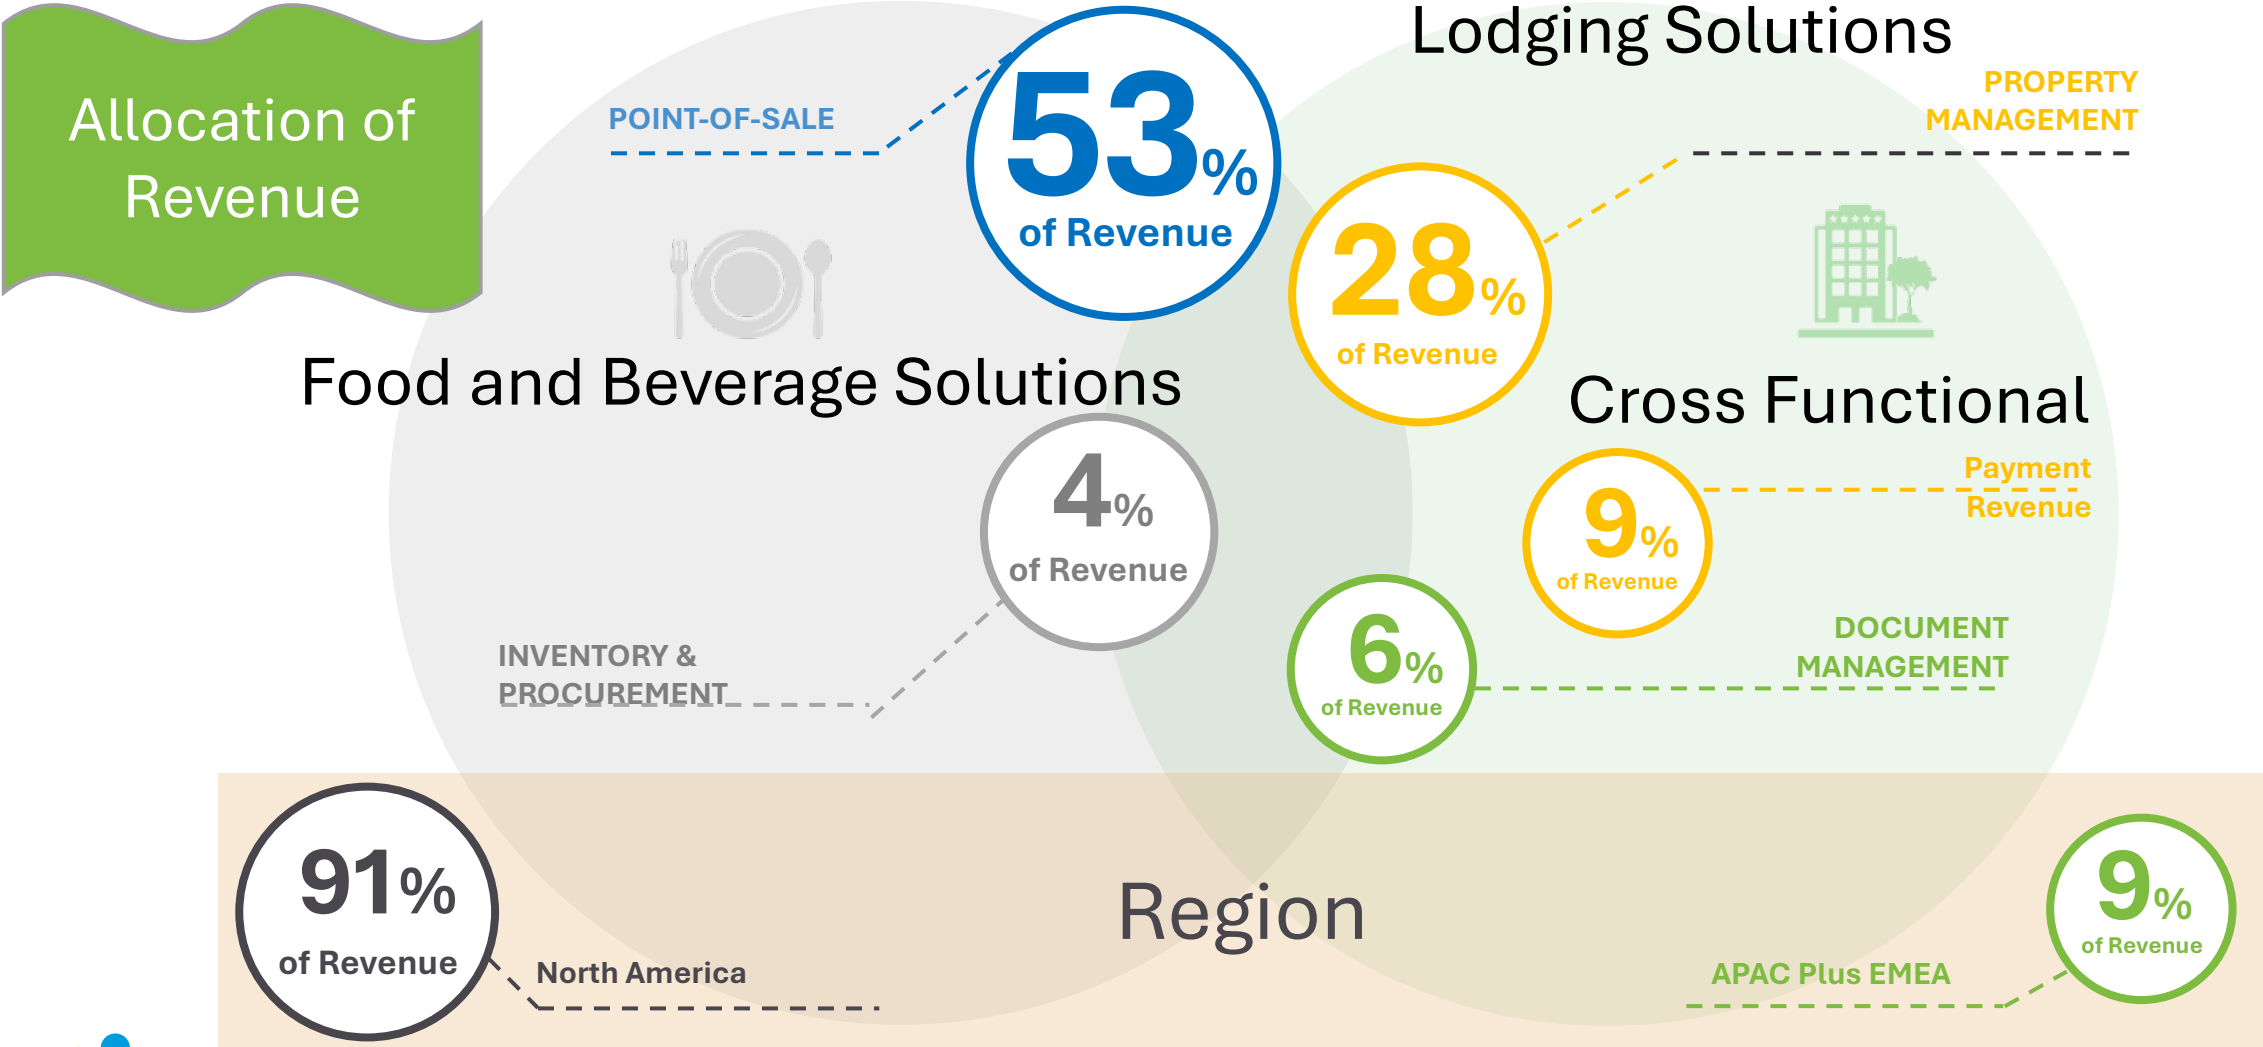 Allocation of
Revenue
POINT-OF-SALE
53%
of Revenue
Lodging Solutions
PROPERTY
MANAGEMENT
28%
of Revenue
Food and Beverage Solutions
4%
of Revenue
INVENTORY &
PROCUREMENT
Cross Functional
9%
of Revenue
Payment
Revenue
6%
of Revenue
DOCUMENT
MANAGEMENT
Region
91%
of Revenue
North America
APAC Plus EMEA
9%
of Revenue